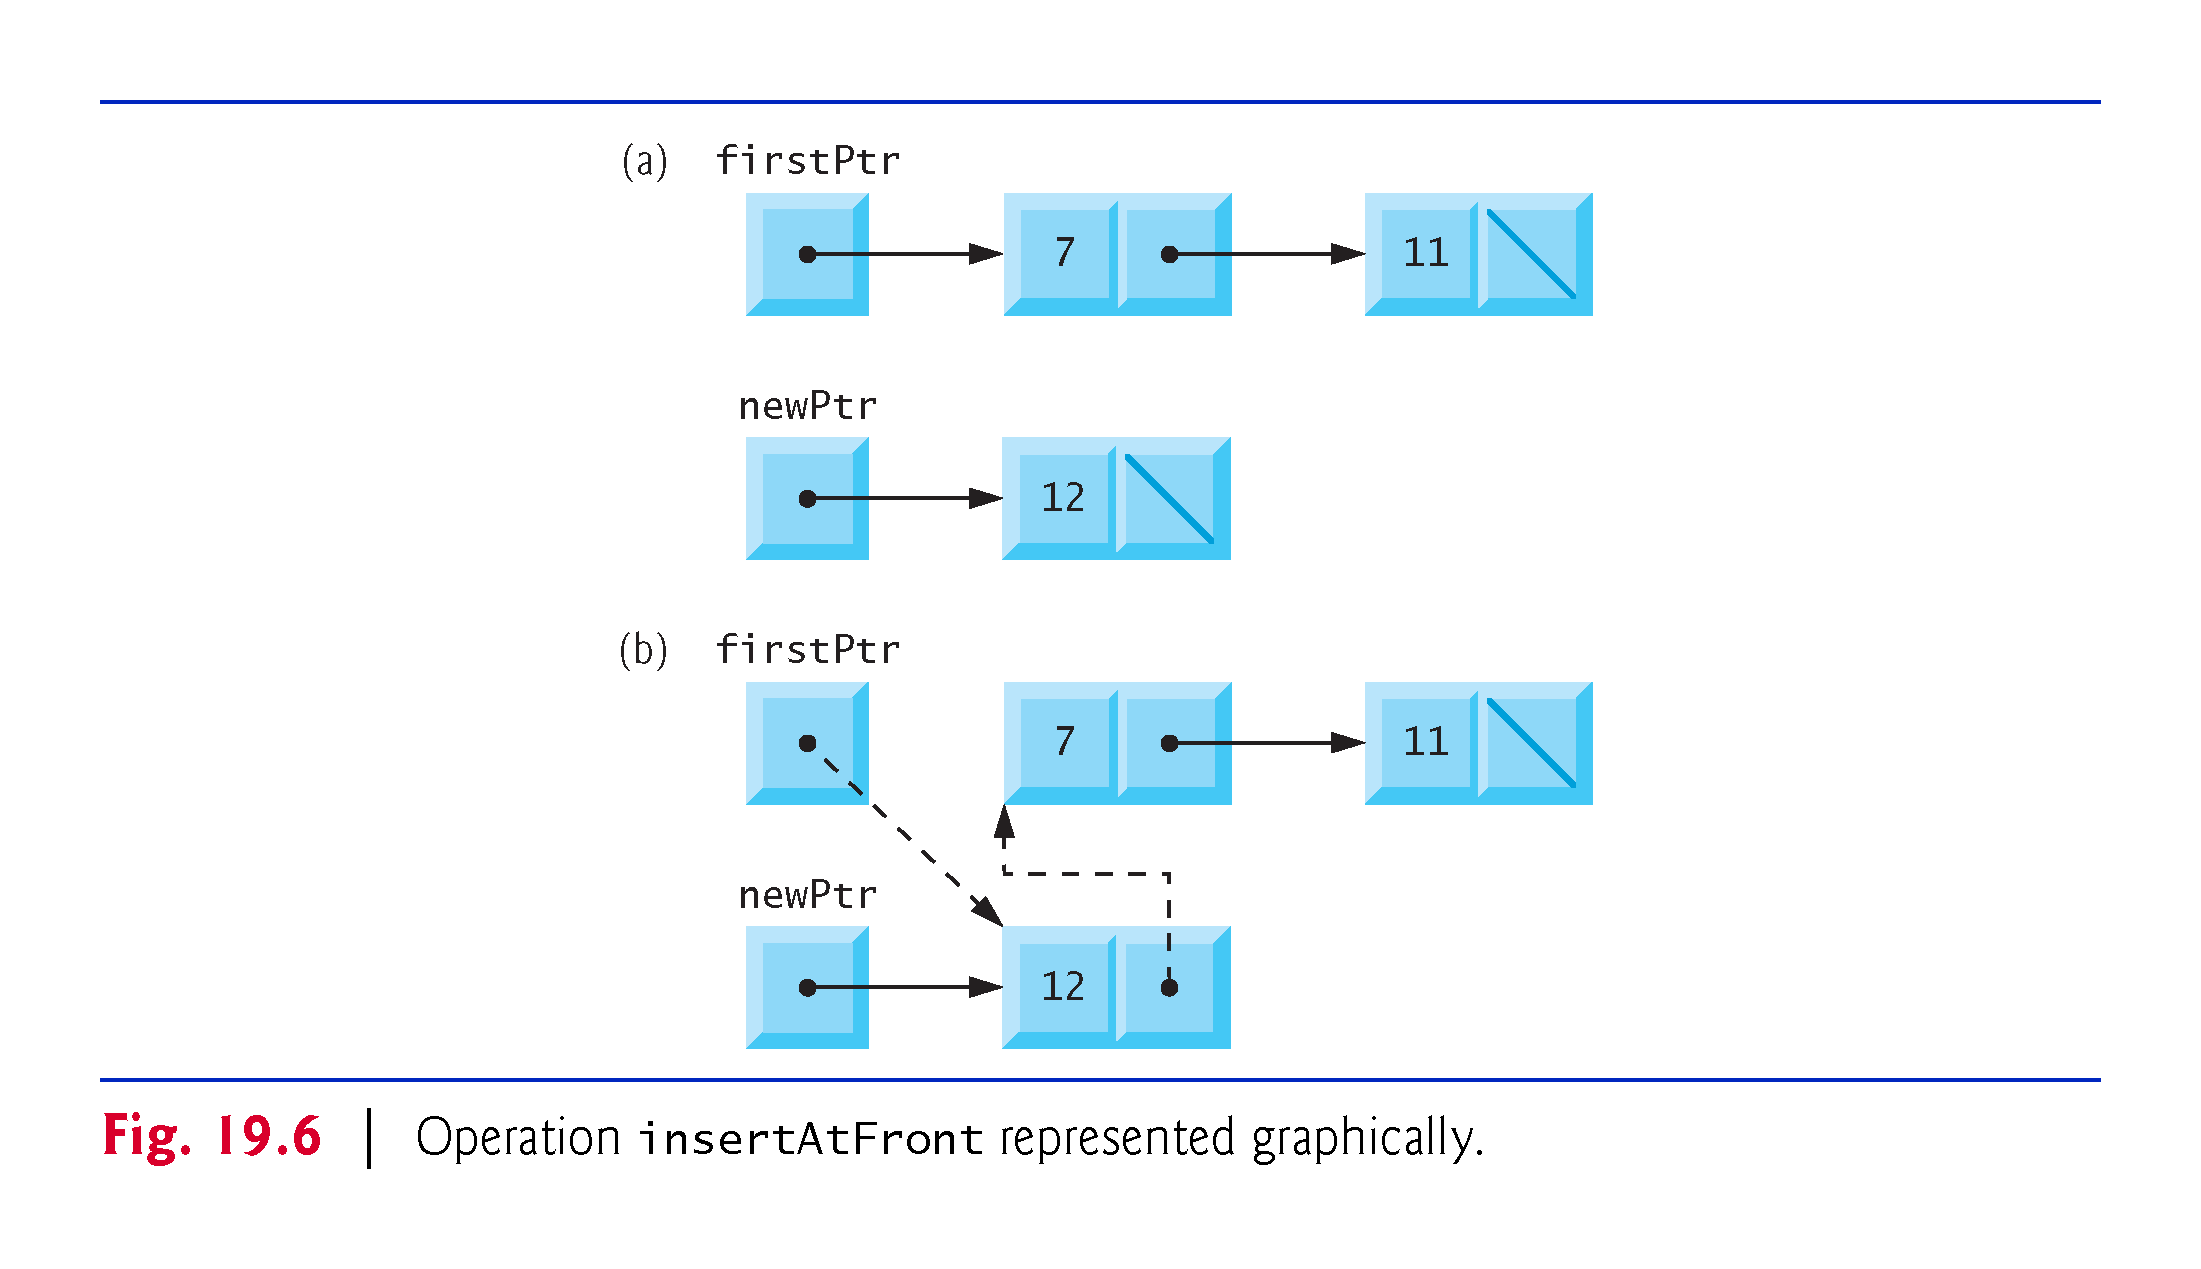 (a) firstPtr
7 11
newPtr
12
(b) firstPtr
7 11
newPtr
12
Fig. 19.6 | Operation insertAtFront represented graphically.